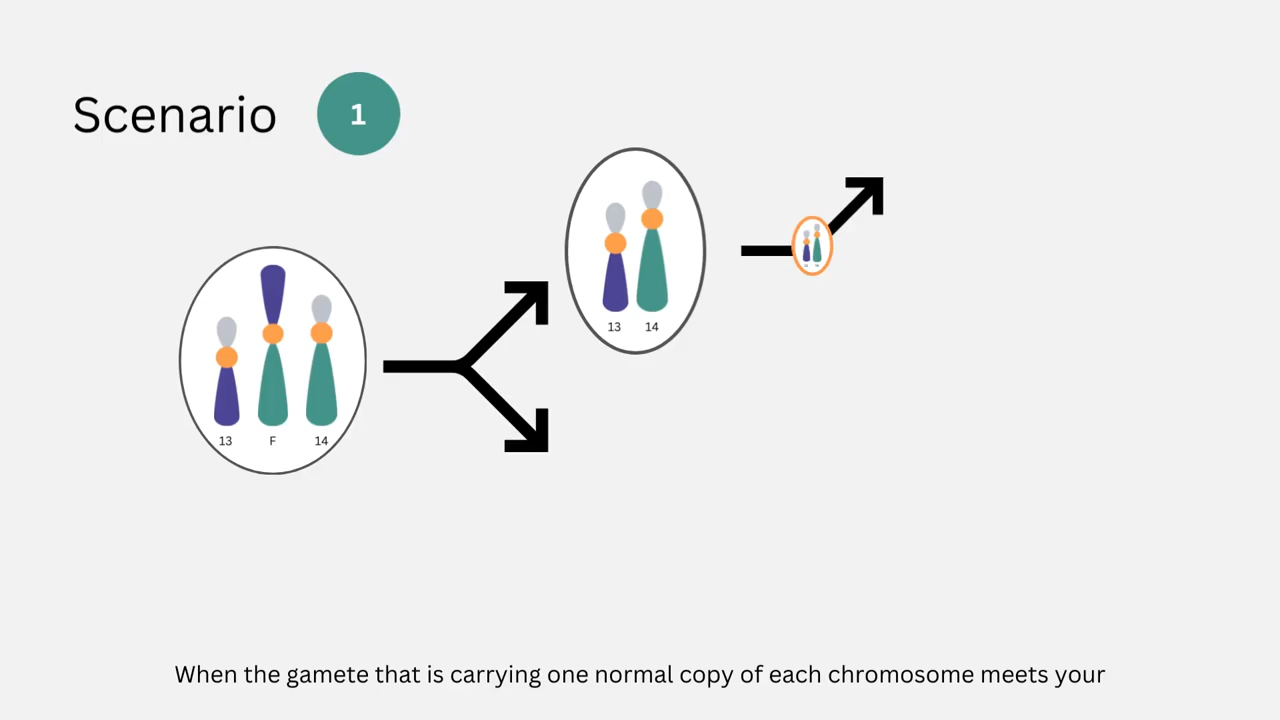 Scenario 1
13 14
13 F 14
When the gamete that is carrying one normal copy of each chromosome meets your